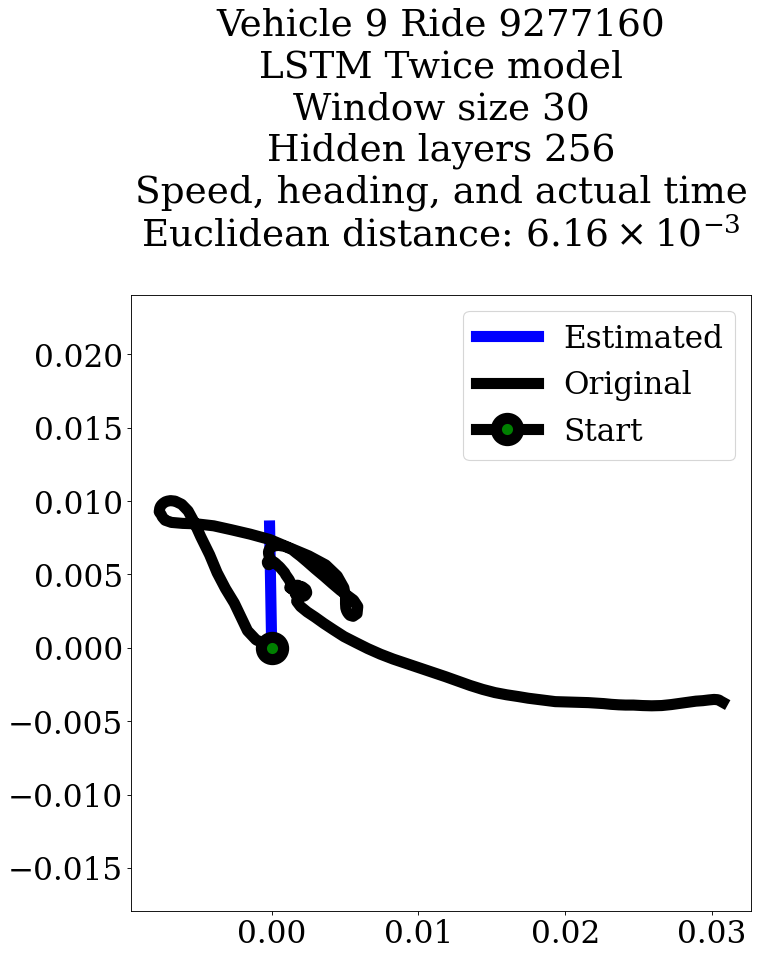 Vehicle 9 Ride 9277160
LSTM Twice model
Window size 30
Hidden layers 256
Speed, heading, and actual time
Euclidean distance: 6.16 × 10⁻³
Estimated
Original
Start
0.020
0.015
0.010
0.005
0.000
−0.005
−0.010
−0.015
0.00 0.01 0.02 0.03